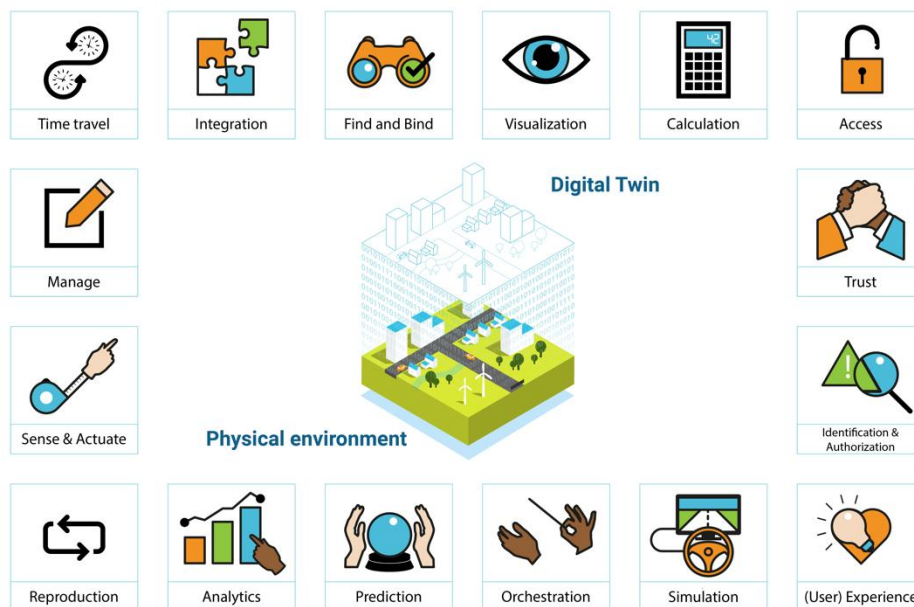 Time travel
Integration
Find and Bind
Visualization
42
Calculation
Access
Digital Twin
Manage
Trust
Sense & Actuate
Physical environment
Identification &
Authorization
Reproduction
Analytics
Prediction
Orchestration
Simulation
(User) Experience